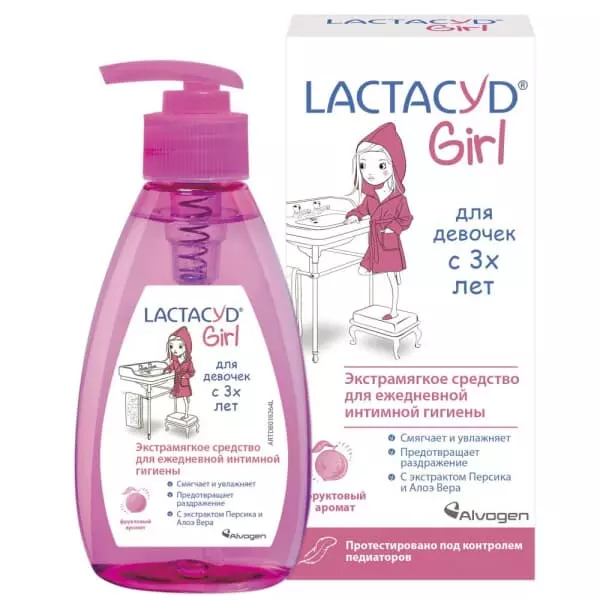 LACTACYD®
Girl
для
девочек
с 3х
лет
Экстрамягкое средство
для ежедневной
интимной гигиены
Смягчает и увлажняет
Предотвращает
раздражение
С экстрактом Персика
и Алоэ Вера
фруктовый
аромат
Alvogen
Протестировано под контролем
педиаторов
LACTACYD®
Girl
для
девочек
с 3х
лет
Экстрамягкое средство
для ежедневной интимной
гигиены
Смягчает и увлажняет
Предотвращает
раздражение
С экстрактом Персика и
Алоэ Вера
фруктовый
аромат
Alvogen